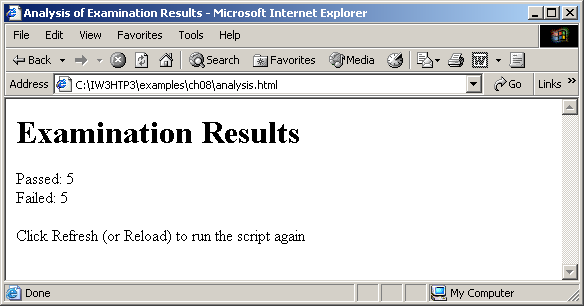 Analysis of Examination Results - Microsoft Internet Explorer
File Edit View Favorites Tools Help
Back Search Favorites Media
Address C:\IW3HTP3\examples\ch08\analysis.html Go Links »
Examination Results
Passed: 5
Failed: 5
Click Refresh (or Reload) to run the script again
Done My Computer